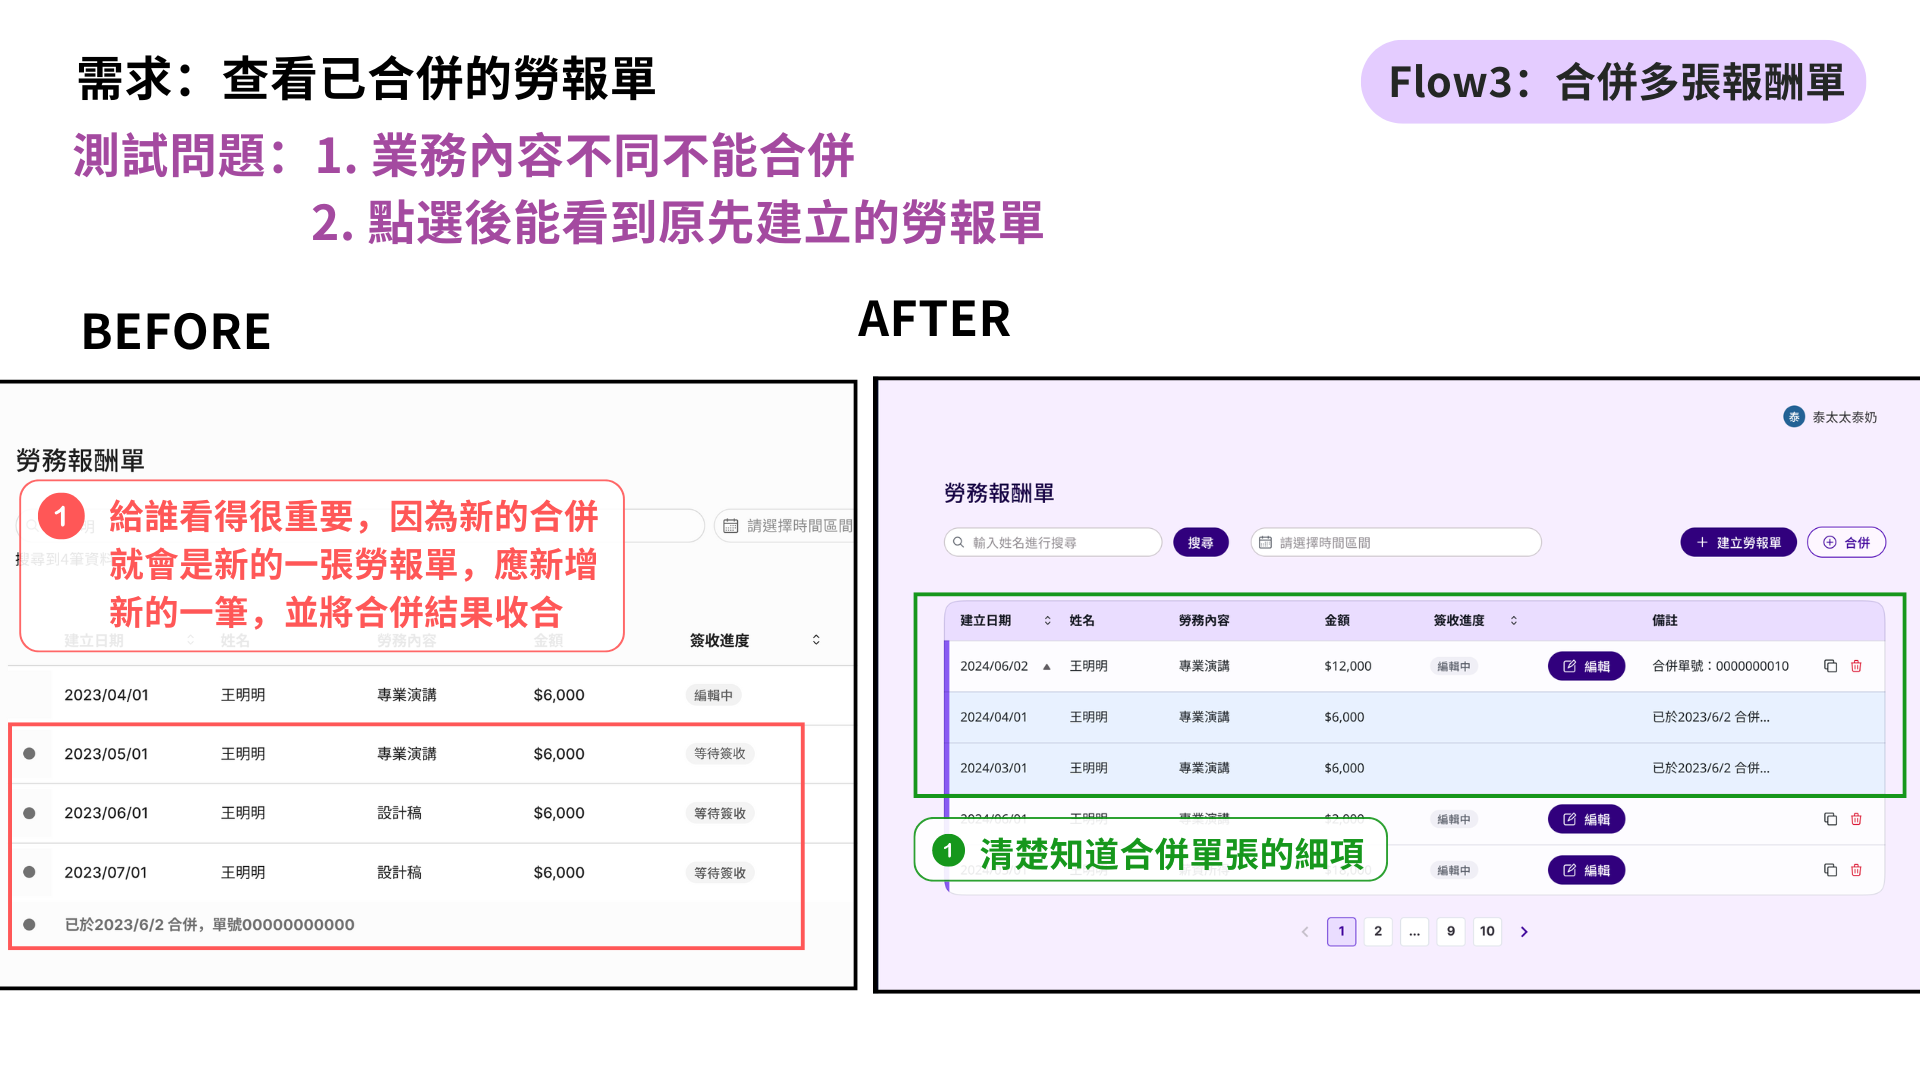 需求：查看已合併的勞報單
Flow3：合併多張報酬單
測試問題：1. 業務內容不同不能合併
2. 點選後能看到原先建立的勞報單
BEFORE
AFTER
勞務報酬單
1 給誰看得很重要，因為新的合併
就會是新的一張勞報單，應新增
新的一筆，並將合併結果收合
請選擇時間區間
搜尋到4筆資料
建立日期 姓名 勞務內容 金額 簽收進度
2023/04/01 王明明 專業演講 $6,000 編輯中
2023/05/01 王明明 專業演講 $6,000 等待簽收
2023/06/01 王明明 設計稿 $6,000 等待簽收
2023/07/01 王明明 設計稿 $6,000 等待簽收
已於2023/6/2 合併，單號00000000000
泰 泰太太泰奶
勞務報酬單
輸入姓名進行搜尋 搜尋 請選擇時間區間 建立勞報單 合併
建立日期 姓名 勞務內容 金額 簽收進度 備註
2024/06/02 王明明 專業演講 $12,000 編輯中 編輯 合併單號：0000000010
2024/04/01 王明明 專業演講 $6,000 已於2023/6/2 合併...
2024/03/01 王明明 專業演講 $6,000 已於2023/6/2 合併...
編輯中 編輯
1 清楚知道合併單張的細項
編輯中 編輯
1 2 ... 9 10